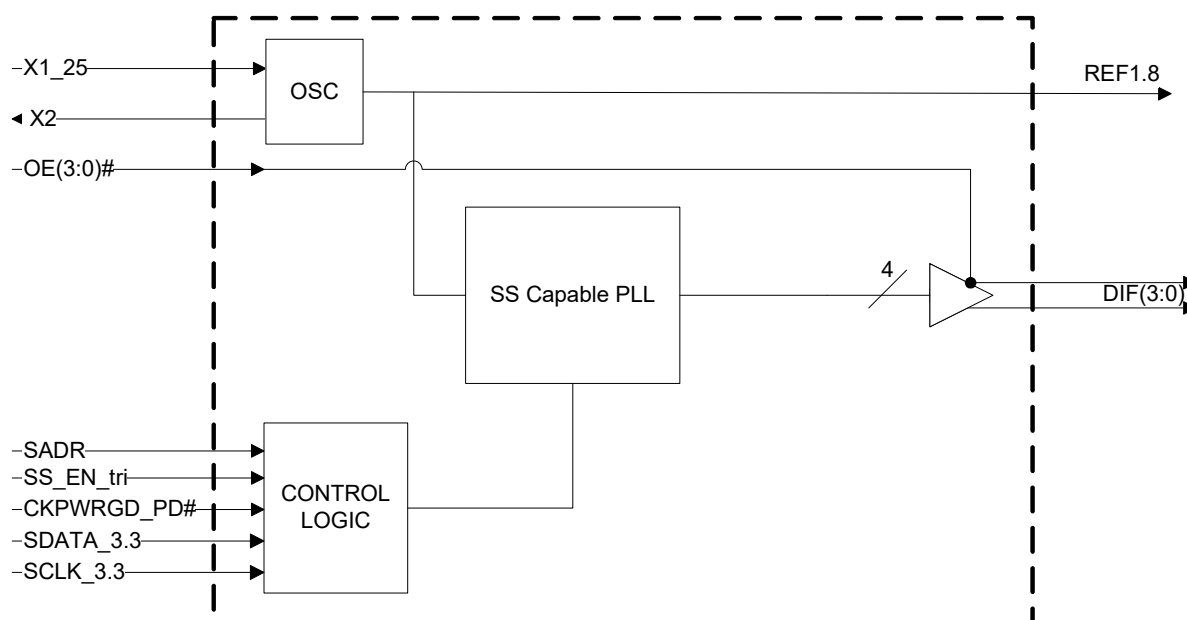 X1_25
OSC
REF1.8
X2
OE(3:0)#
4
SS Capable PLL
DIF(3:0)
SADR
SS_EN_tri
CKPWRGD_PD#
SDATA_3.3
SCLK_3.3
CONTROL
LOGIC